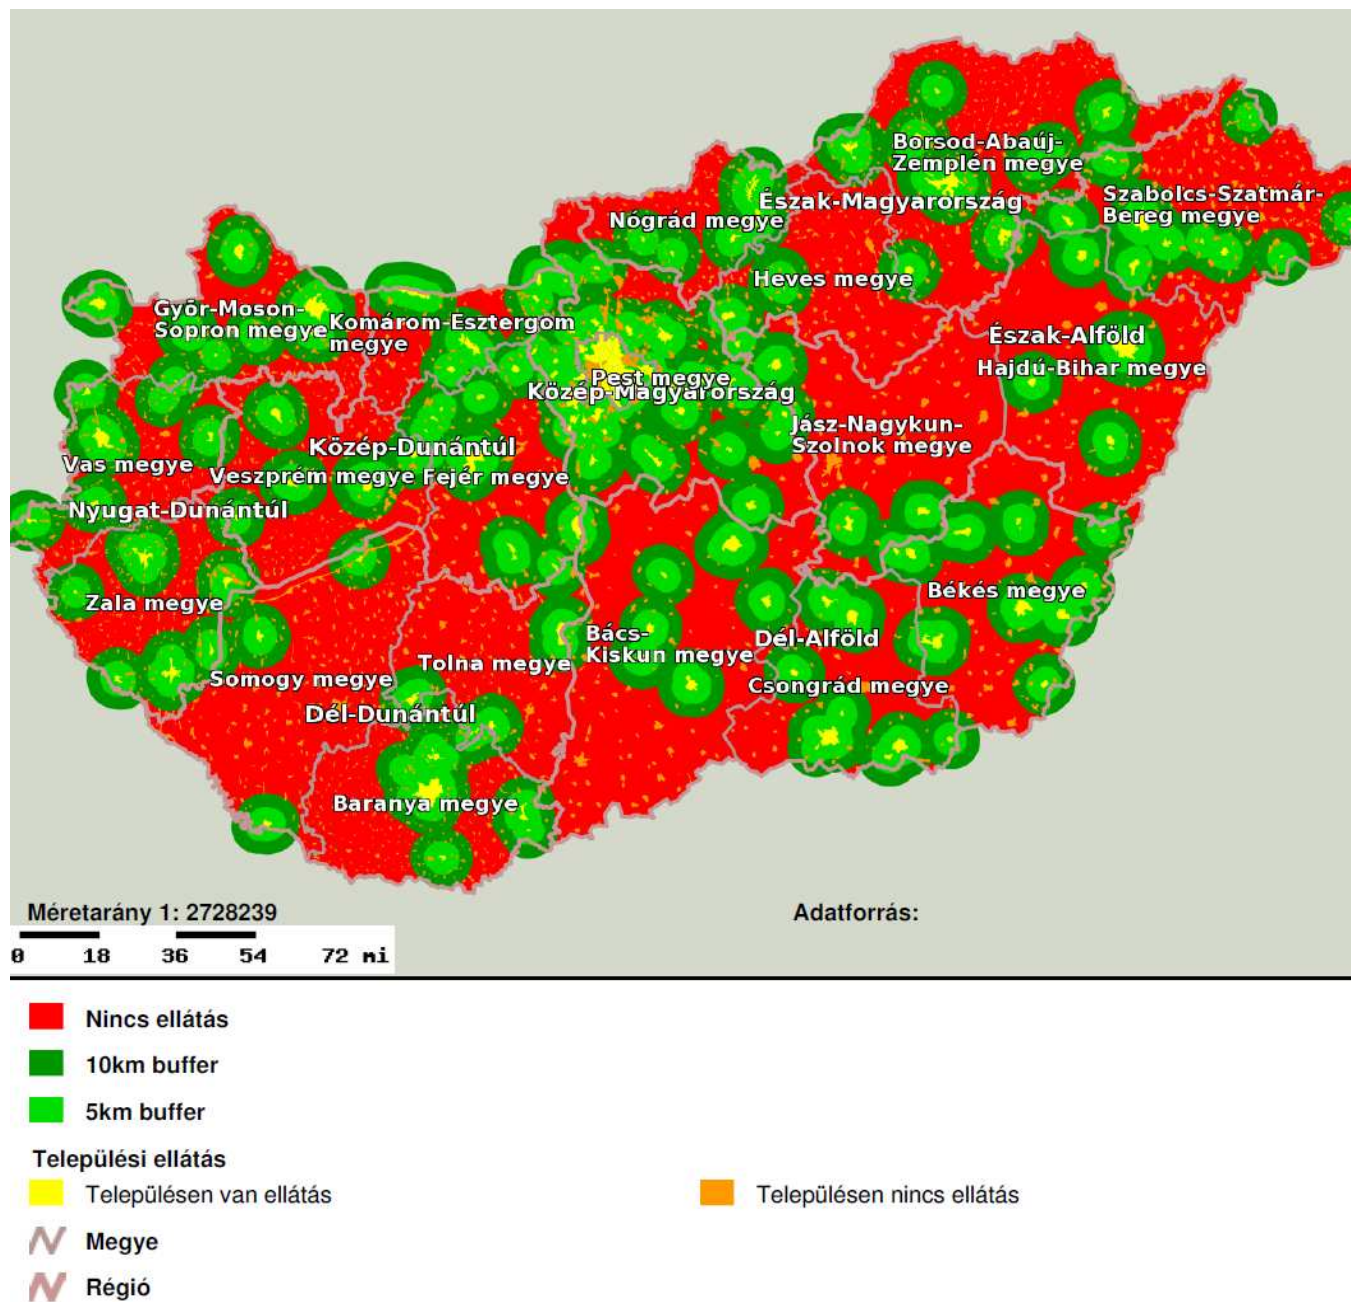 Borsod-Abaúj-
Zemplén megye
Szabolcs-Szatmár-
Bereg megye
Észak-Magyarország
Nógrád megye
Heves megye
Győr-Moson-
Sopron megye
Komárom-Esztergom
megye
Észak-Alföld
Hajdú-Bihar megye
Pest megye
Közép-Magyarország
Jász-Nagykun-
Szolnok megye
Közép-Dunántúl
Vas megye
Veszprém megye
Fejér megye
Nyugat-Dunántúl
Zala megye
Békés megye
Bács-
Kiskun megye
Dél-Alföld
Tolna megye
Somogy megye
Csongrád megye
Dél-Dunántúl
Baranya megye
Méretarány 1: 2728239
Adatforrás:
0 18 36 54 72 mi
Nincs ellátás
10km buffer
5km buffer
Települési ellátás
Településen van ellátás
Településen nincs ellátás
Megye
Régió